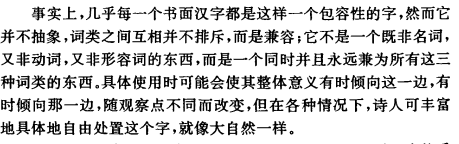 事实上,几乎每一个书面汉字都是这样一个包容性的字,然而它
并不抽象,词类之间互相并不排斥,而是兼容;它不是一个既非名词,
又非动词,又非形容词的东西,而是一个同时并且永远兼为所有这三
种词类的东西。具体使用时可能会使其整体意义有时倾向这一边,有
时倾向那一边,随观察点不同而改变,但在各种情况下,诗人可丰富
地具体地自由处置这个字,就像大自然一样。